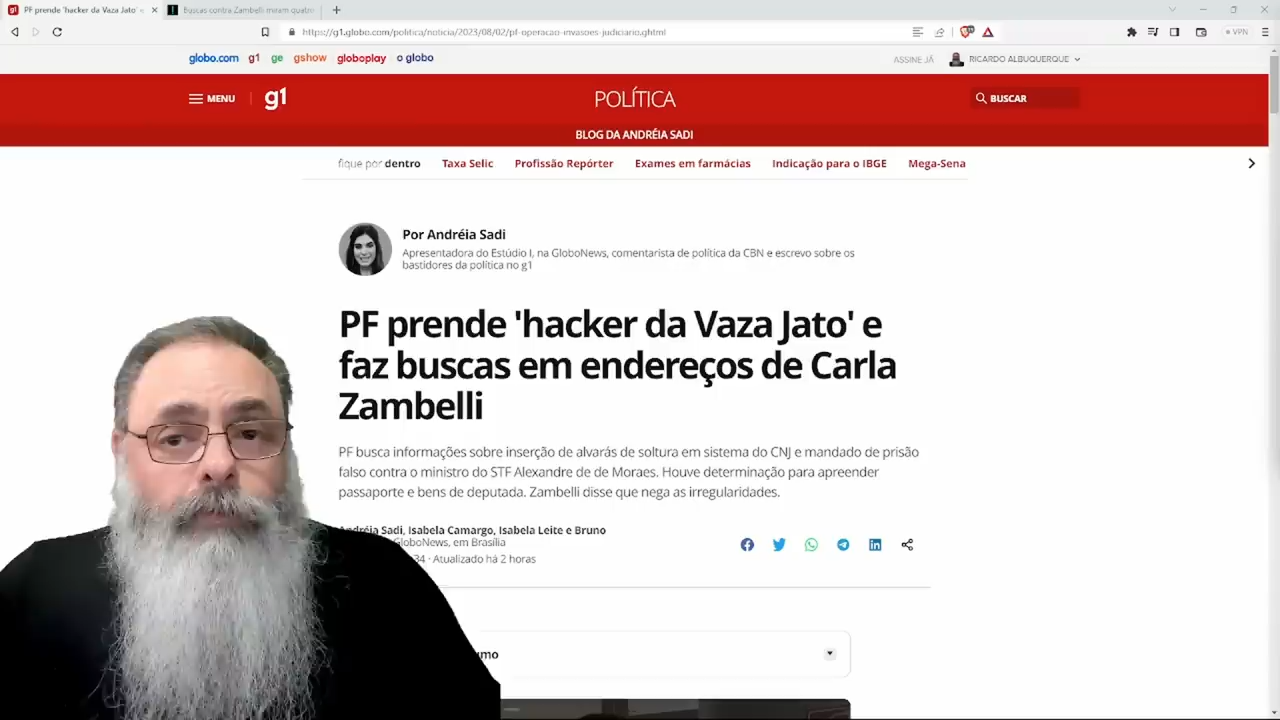 PF prende 'hacker da Vaza Jato' e
Buscas contra Zambelli miram quatro
https://g1.globo.com/politica/noticia/2023/08/02/pf-operacao-invasoes-judiciario.ghtml
VPN
globo.com g1 ge gshow globoplay o globo
ASSINE JÁ RICARDO ALBUQUERQUE
MENU g1 POLÍTICA BUSCAR
BLOG DA ANDRÉIA SADI
fique por dentro Taxa Selic Profissão Repórter Exames em farmácias Indicação para o IBGE Mega-Sena
Por Andréia Sadi
Apresentadora do Estúdio I, na GloboNews, comentarista de política da CBN e escrevo sobre os
bastidores da política no g1
PF prende 'hacker da Vaza Jato' e
faz buscas em endereços de Carla
Zambelli
PF busca informações sobre inserção de alvarás de soltura em sistema do CNJ e mandado de prisão
falso contra o ministro do STF Alexandre de de Moraes. Houve determinação para apreender
passaporte e bens de deputada. Zambelli disse que nega as irregularidades.
Andréia Sadi, Isabela Camargo, Isabela Leite e Bruno
GloboNews, em Brasília
34 · Atualizado há 2 horas